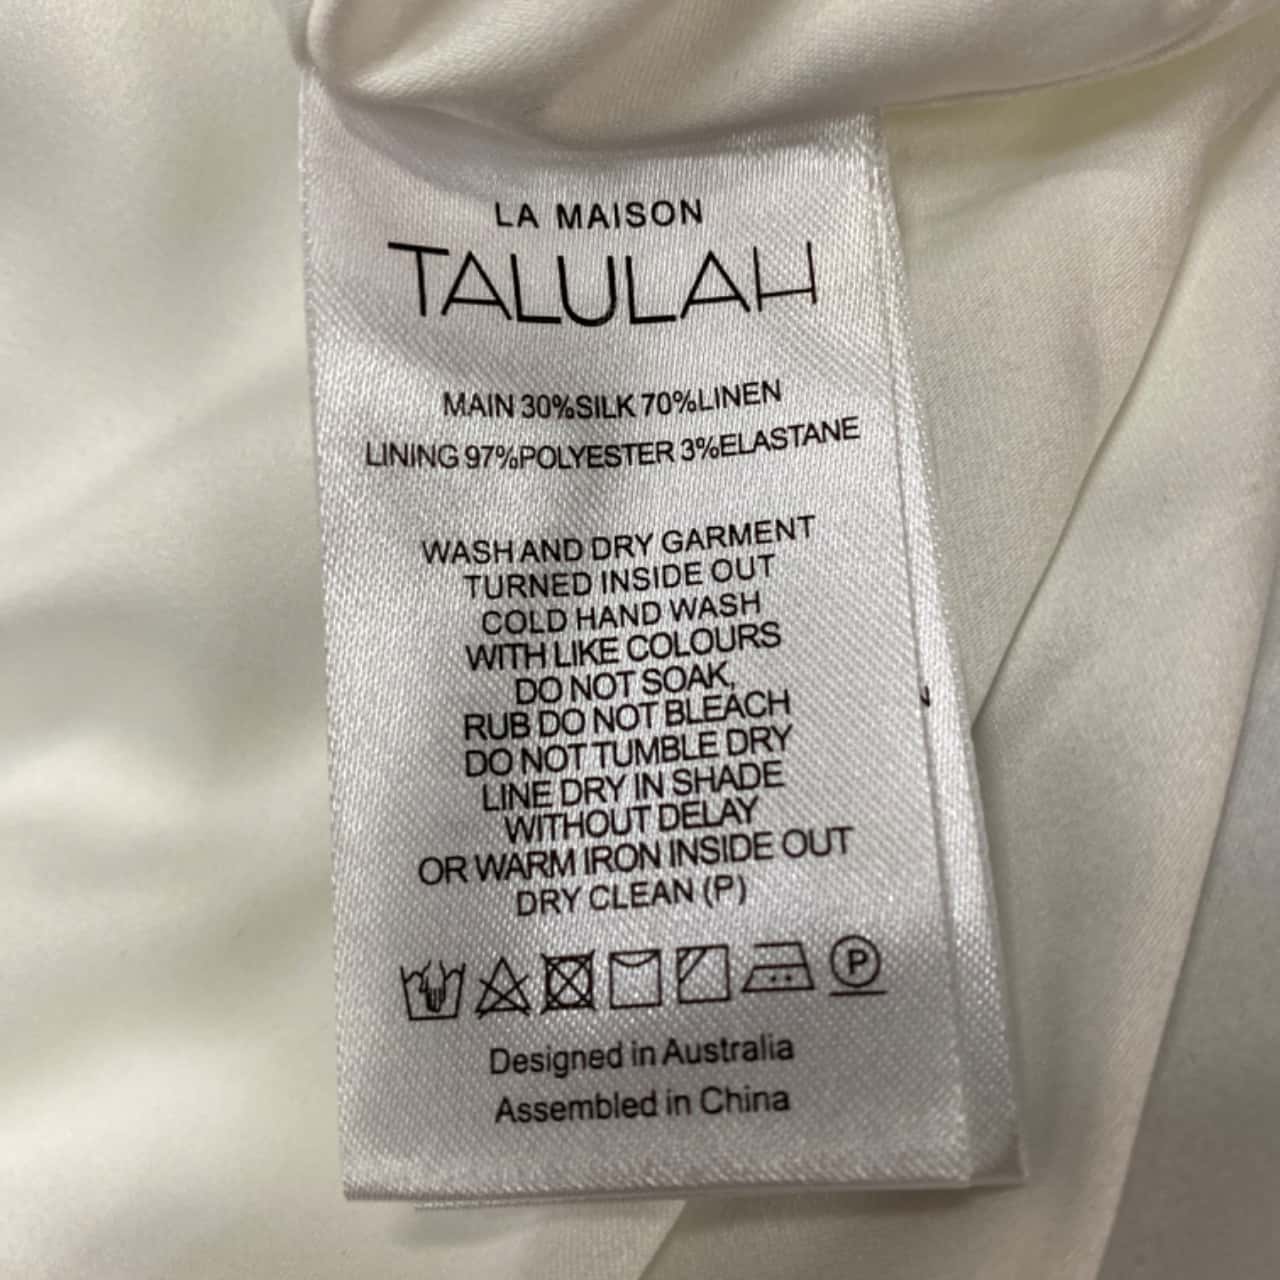 LA MAISON
TALULAH
MAIN 30%SILK 70%LINEN
LINING 97%POLYESTER 3%ELASTANE
WASH AND DRY GARMENT
TURNED INSIDE OUT
COLD HAND WASH
WITH LIKE COLOURS
DO NOT SOAK,
RUB DO NOT BLEACH
DO NOT TUMBLE DRY
LINE DRY IN SHADE
WITHOUT DELAY
OR WARM IRON INSIDE OUT
DRY CLEAN (P)
P
Designed in Australia
Assembled in China